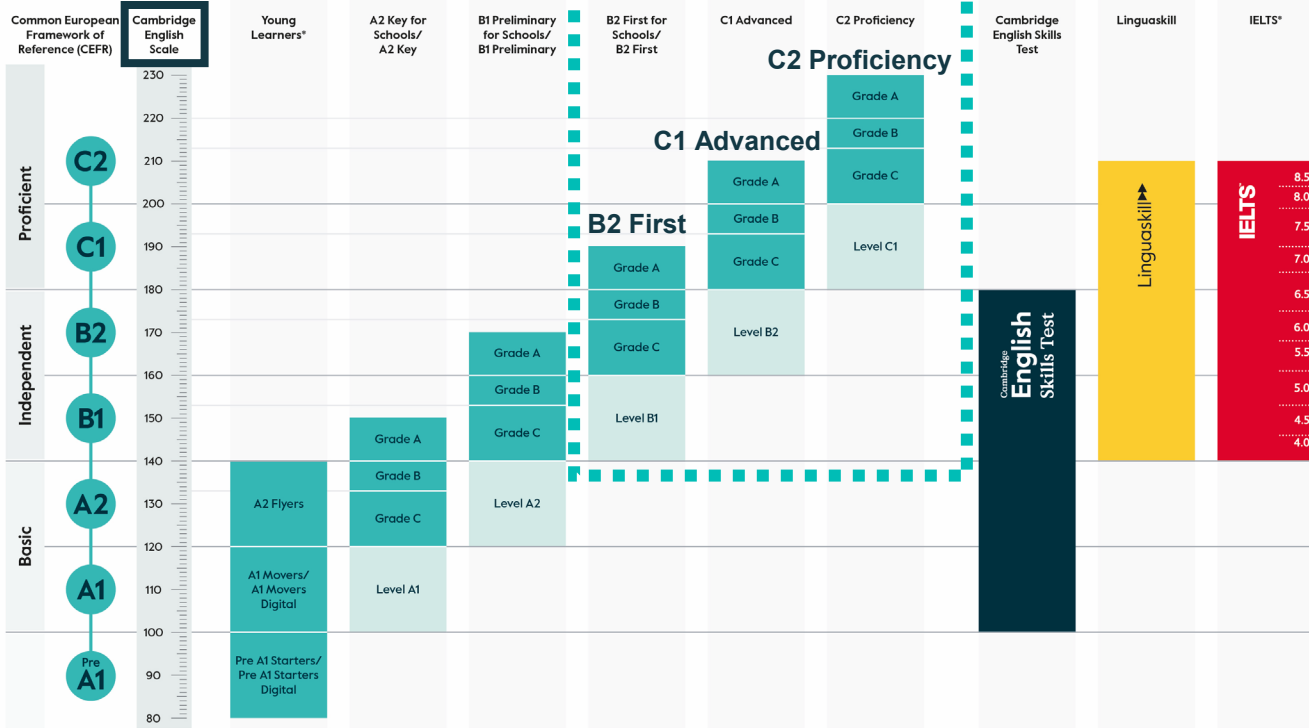 Common European
Framework of
Reference (CEFR)
Cambridge
English
Scale
Young
Learners*
A2 Key for
Schools/
A2 Key
B1 Preliminary
for Schools/
B1 Preliminary
B2 First for
Schools/
B2 First
C1 Advanced
C2 Proficiency
Cambridge
English Skills
Test
Linguaskill
IELTS*
Proficient
Independent
Basic
C2
C1
B2
B1
A2
A1
Pre
A1
230
220
210
200
190
180
170
160
150
140
130
120
110
100
90
80
A2 Flyers
A1 Movers/
A1 Movers
Digital
Pre A1 Starters/
Pre A1 Starters
Digital
Grade A
Grade B
Grade C
Level A1
Grade A
Grade B
Grade C
Level A2
B2 First
Grade A
Grade B
Grade C
Level B1
C1 Advanced
Grade A
Grade B
Grade C
Level B2
C2 Proficiency
Grade A
Grade B
Grade C
Level C1
Cambridge
English
Skills Test
Linguaskill
IELTS
8.5
8.0
7.5
7.0
6.5
6.0
5.5
5.0
4.5
4.0